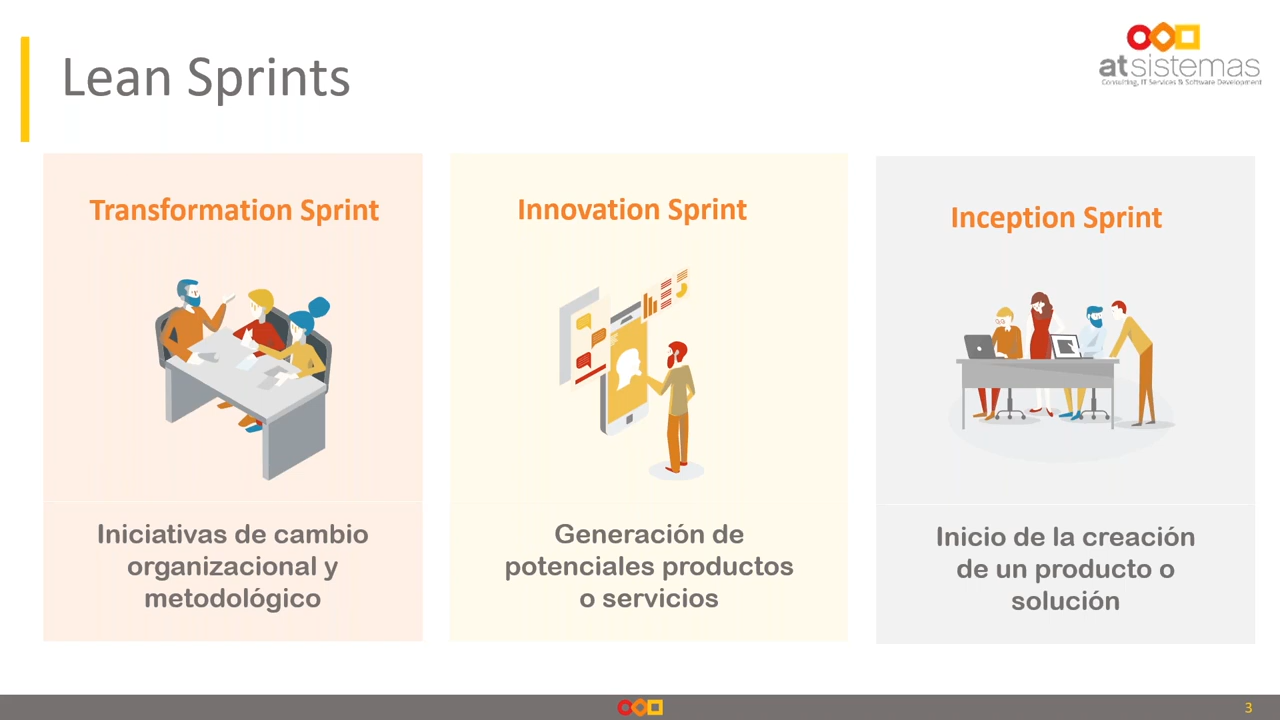 Lean Sprints
atsistemas
Consulting, IT Services & Software Development
Transformation Sprint
Iniciativas de cambio
organizacional y
metodológico
Innovation Sprint
Generación de
potenciales productos
o servicios
Inception Sprint
Inicio de la creación
de un producto o
solución
3